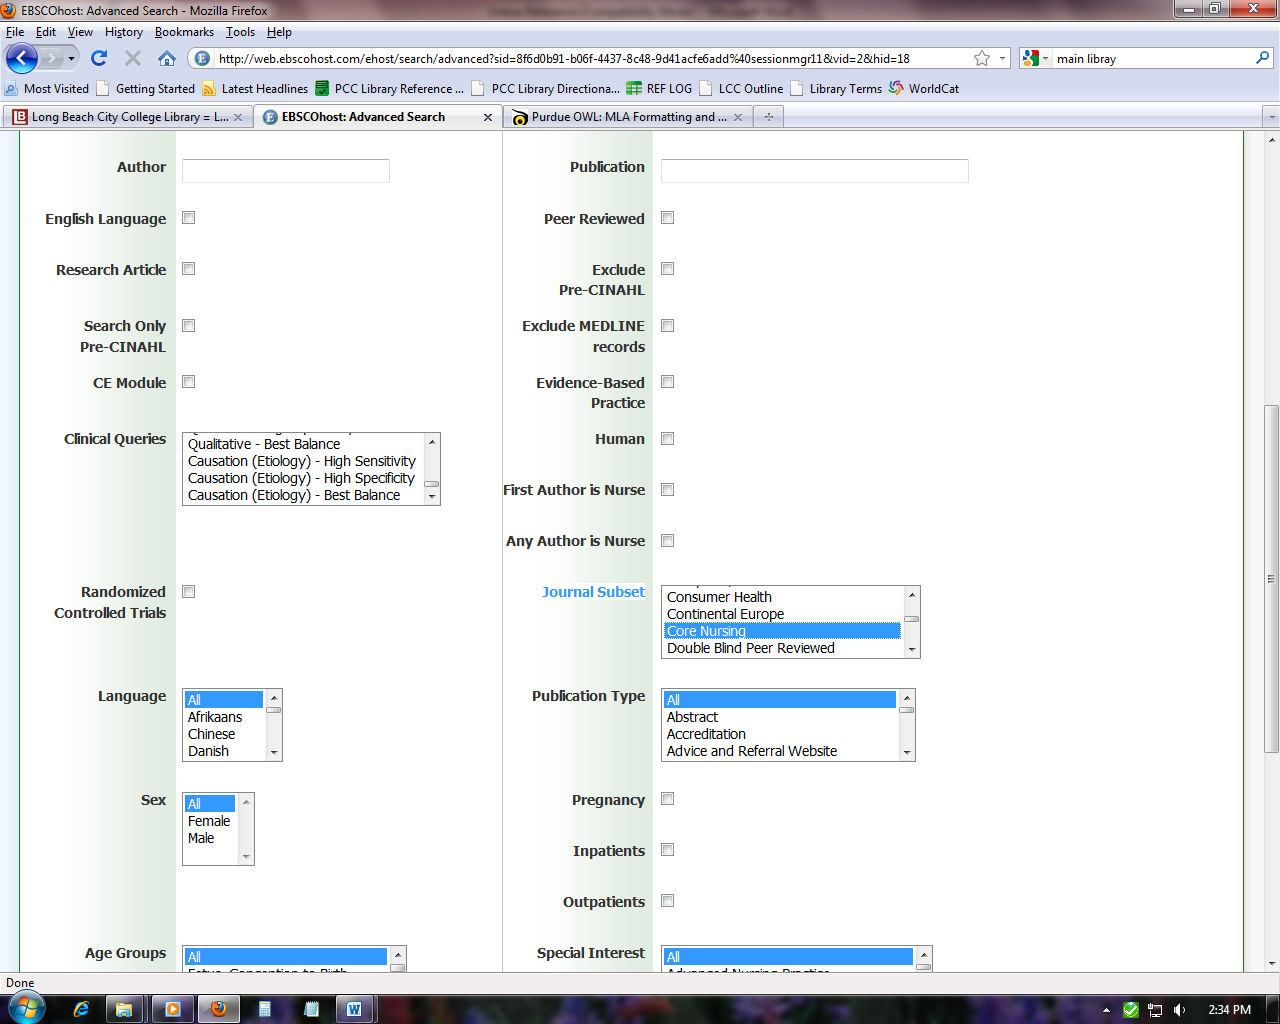 EBSCOhost: Advanced Search - Mozilla Firefox
File Edit View History Bookmarks Tools Help
http://web.ebscohost.com/ehost/search/advanced?sid=8f6d0b91-b06f-4437-8c48-9d41acfe6add%40sessionmgr11&vid=2&hid=18
main libray
Most Visited Getting Started Latest Headlines PCC Library Reference ... PCC Library Directiona... REF LOG LCC Outline Library Terms WorldCat
Long Beach City College Library = L... EBSCOhost: Advanced Search Purdue OWL: MLA Formatting and ...
Author Publication
English Language Peer Reviewed
Research Article Exclude
Pre-CINAHL
Search Only
Pre-CINAHL
Exclude MEDLINE
records
CE Module Evidence-Based
Practice
Clinical Queries
Qualitative - Best Balance
Causation (Etiology) - High Sensitivity
Causation (Etiology) - High Specificity
Causation (Etiology) - Best Balance
Human
First Author is Nurse
Any Author is Nurse
Randomized
Controlled Trials
Journal Subset
Consumer Health
Continental Europe
Core Nursing
Double Blind Peer Reviewed
Language
All
Afrikaans
Chinese
Danish
Publication Type
All
Abstract
Accreditation
Advice and Referral Website
Sex
All
Female
Male
Pregnancy
Inpatients
Outpatients
Age Groups
All
Fetus, Conception to Birth
Special Interest
All
Advanced Nursing Practice
Done
2:34 PM